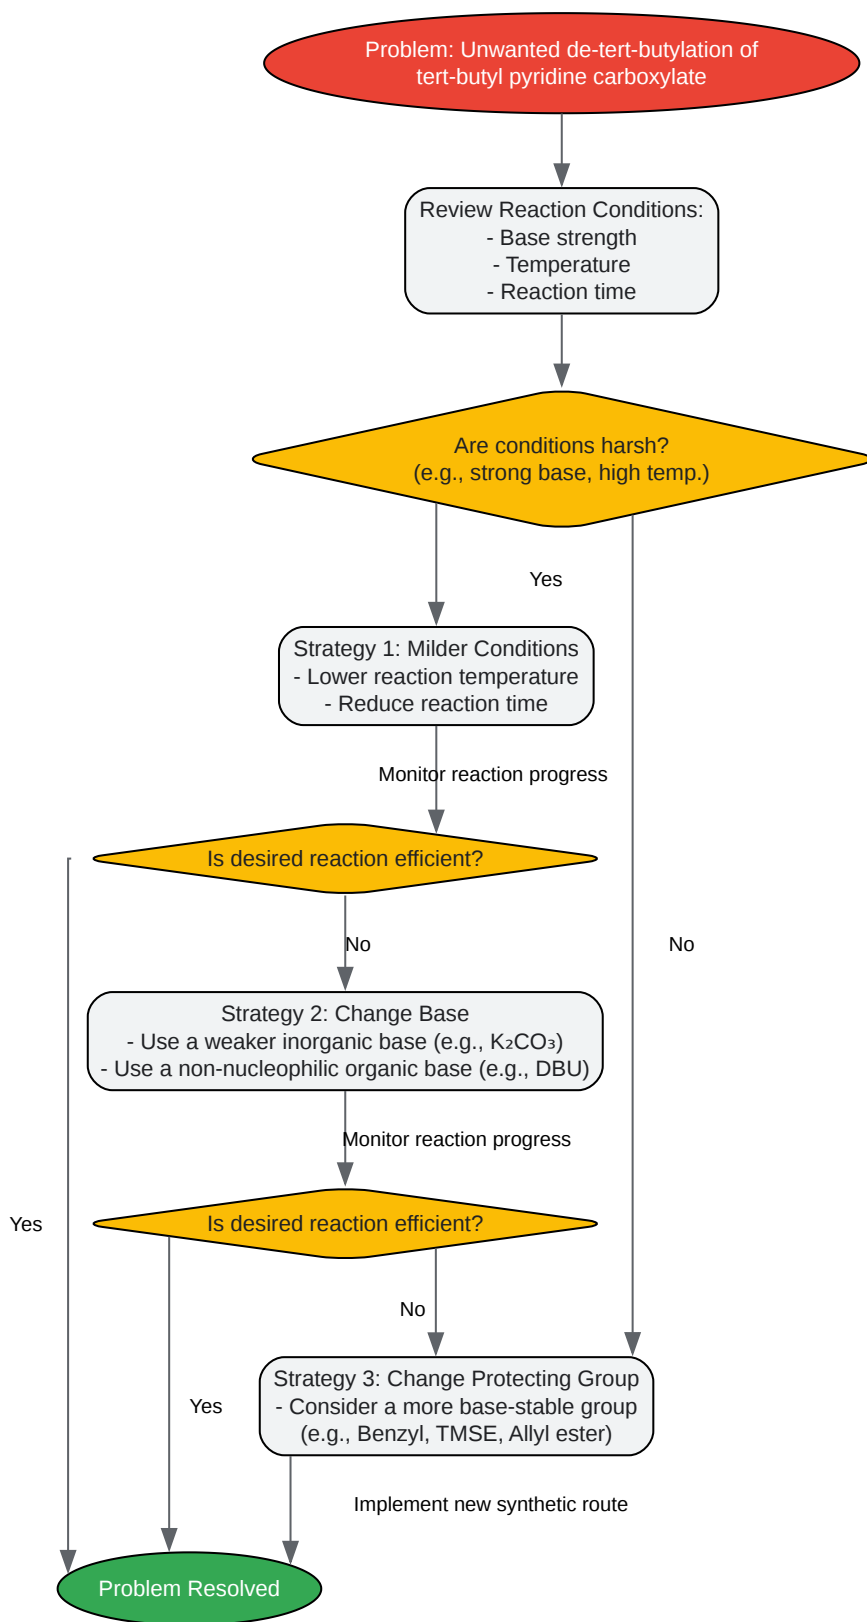 Problem: Unwanted de-tert-butylation of
tert-butyl pyridine carboxylate
Review Reaction Conditions:
- Base strength
- Temperature
- Reaction time
Are conditions harsh?
(e.g., strong base, high temp.)
Yes
Strategy 1: Milder Conditions
- Lower reaction temperature
- Reduce reaction time
Monitor reaction progress
Is desired reaction efficient?
No
No
Strategy 2: Change Base
- Use a weaker inorganic base (e.g., K₂CO₃)
- Use a non-nucleophilic organic base (e.g., DBU)
Monitor reaction progress
Yes
Is desired reaction efficient?
No
Strategy 3: Change Protecting Group
- Consider a more base-stable group
(e.g., Benzyl, TMSE, Allyl ester)
Yes
Implement new synthetic route
Problem Resolved